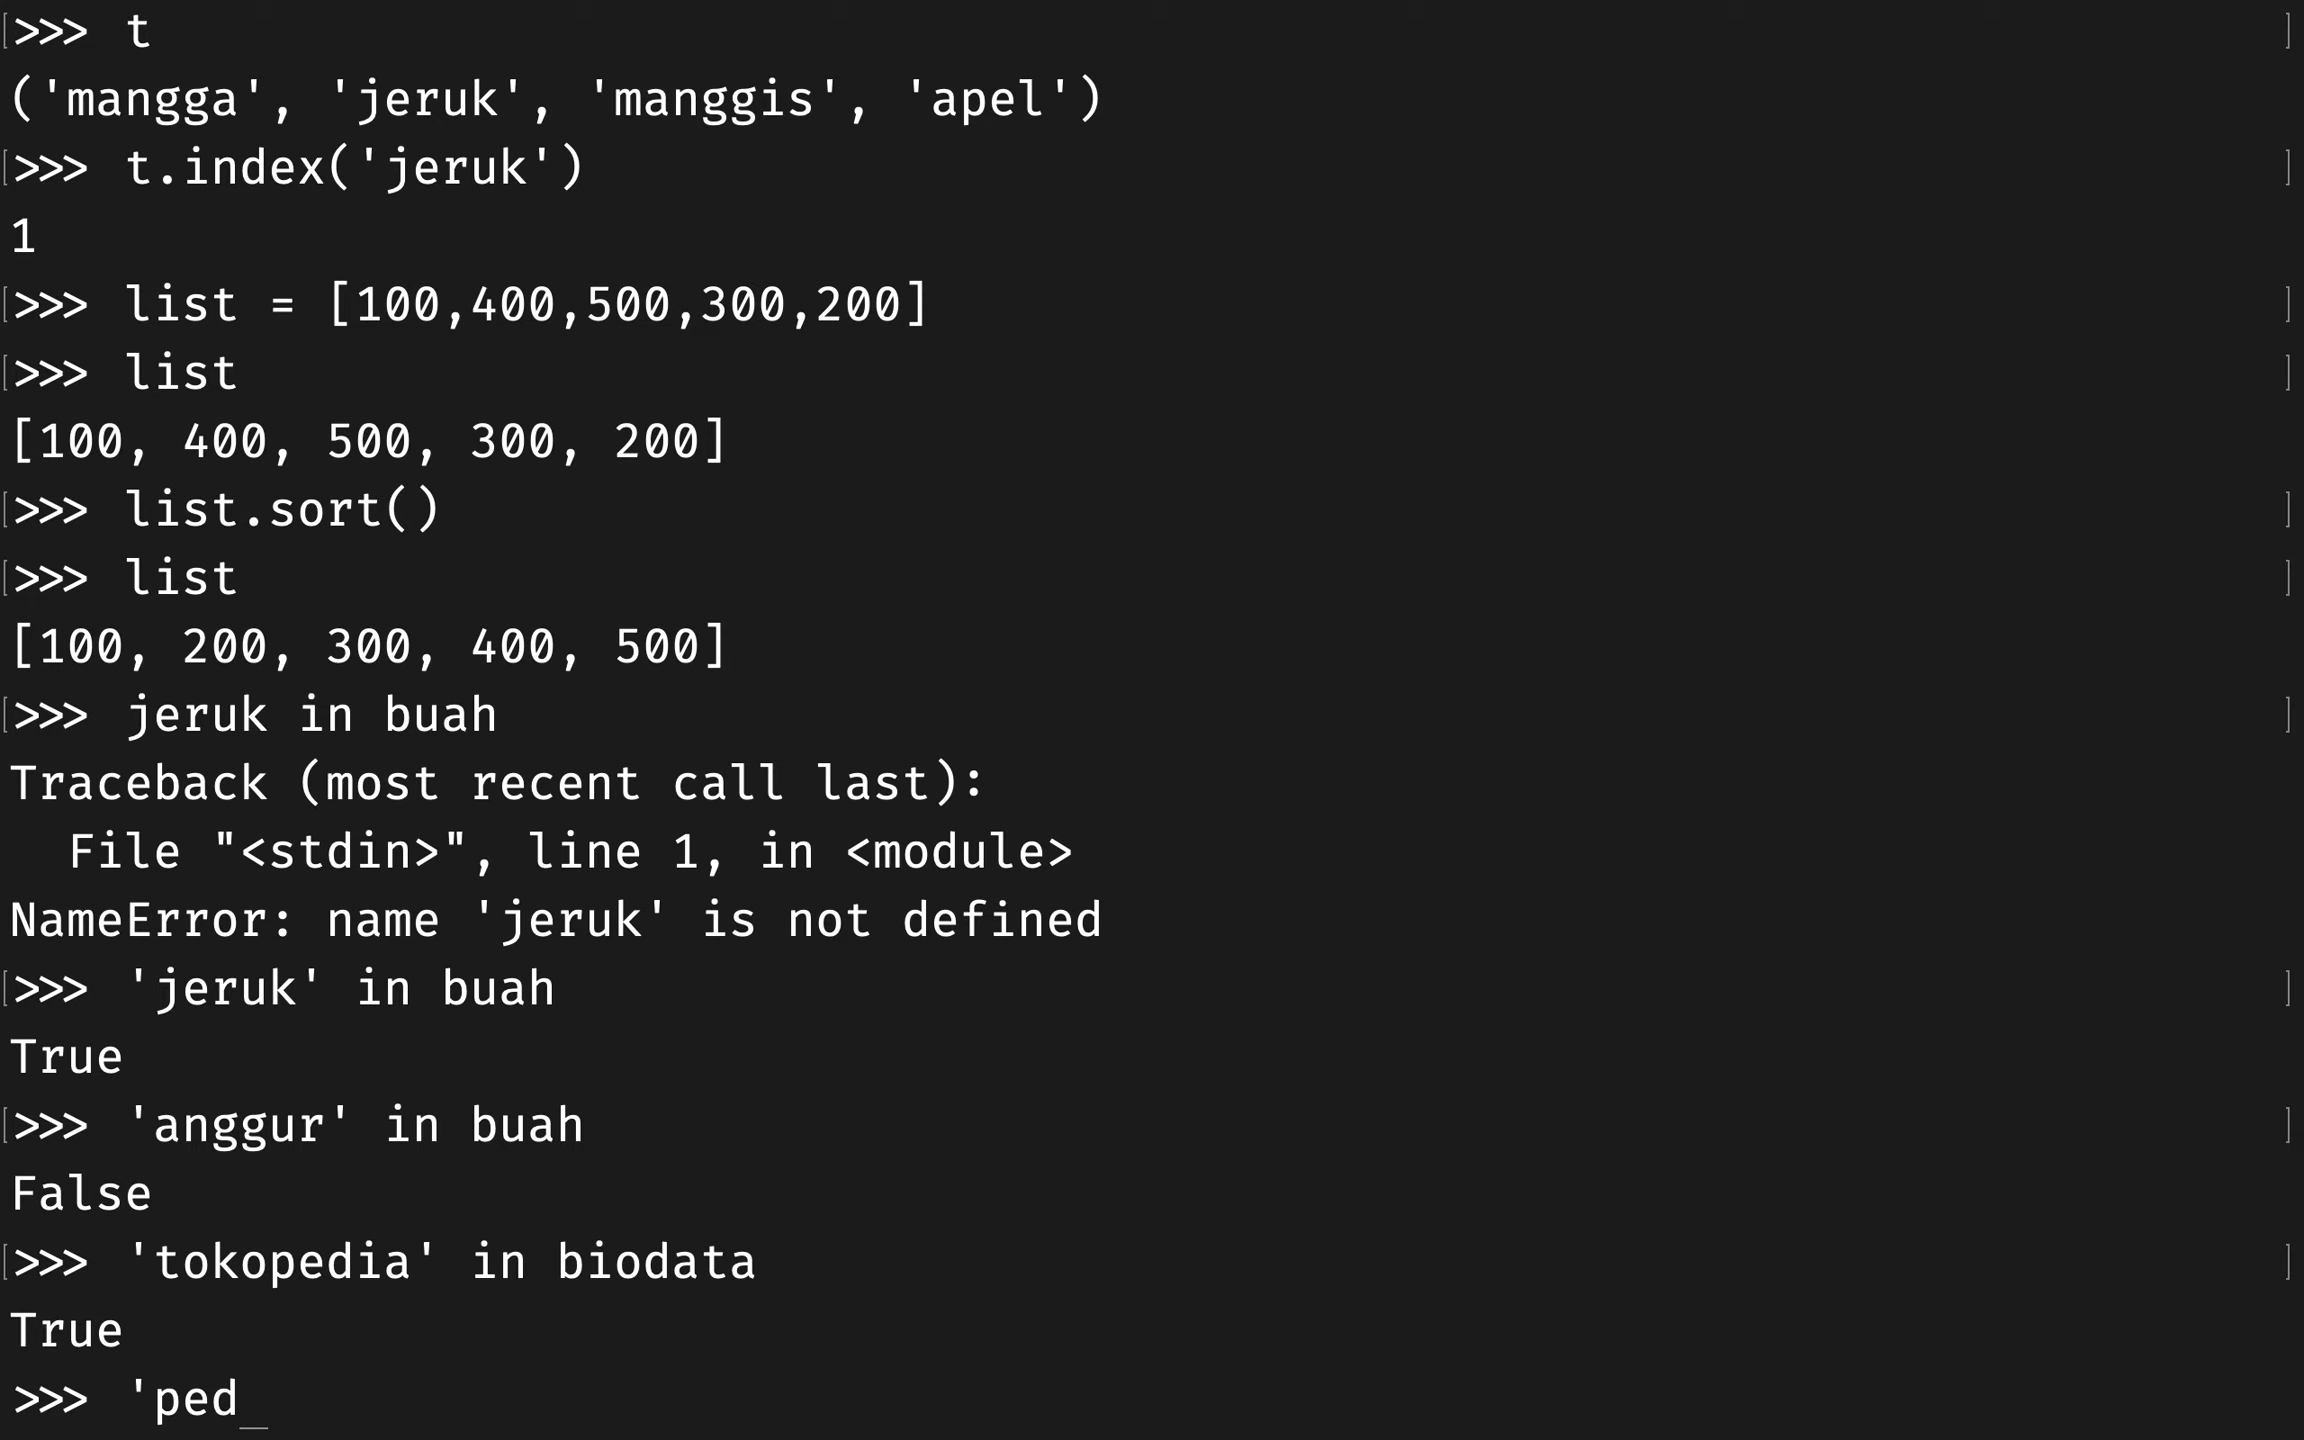 >>> t
('mangga', 'jeruk', 'manggis', 'apel')
>>> t.index('jeruk')
1
>>> list = [100,400,500,300,200]
>>> list
[100, 400, 500, 300, 200]
>>> list.sort()
>>> list
[100, 200, 300, 400, 500]
>>> jeruk in buah
Traceback (most recent call last):
  File "<stdin>", line 1, in <module>
NameError: name 'jeruk' is not defined
>>> 'jeruk' in buah
True
>>> 'anggur' in buah
False
>>> 'tokopedia' in biodata
True
>>> 'ped_